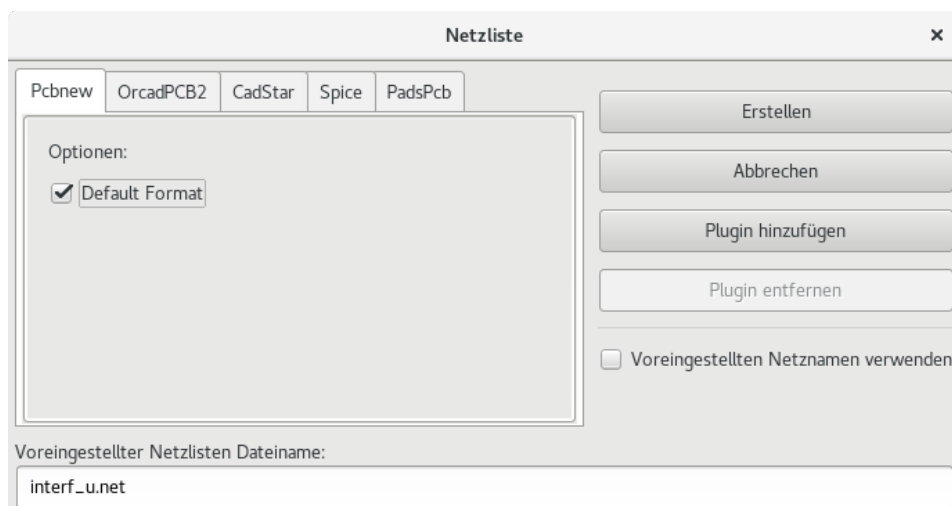 Netzliste
Pcbnew OrcadPCB2 CadStar Spice PadsPcb
Optionen:
Default Format
Erstellen
Abbrechen
Plugin hinzufügen
Plugin entfernen
Voreingestellten Netznamen verwenden
Voreingestellter Netzlisten Dateiname:
interf_u.net